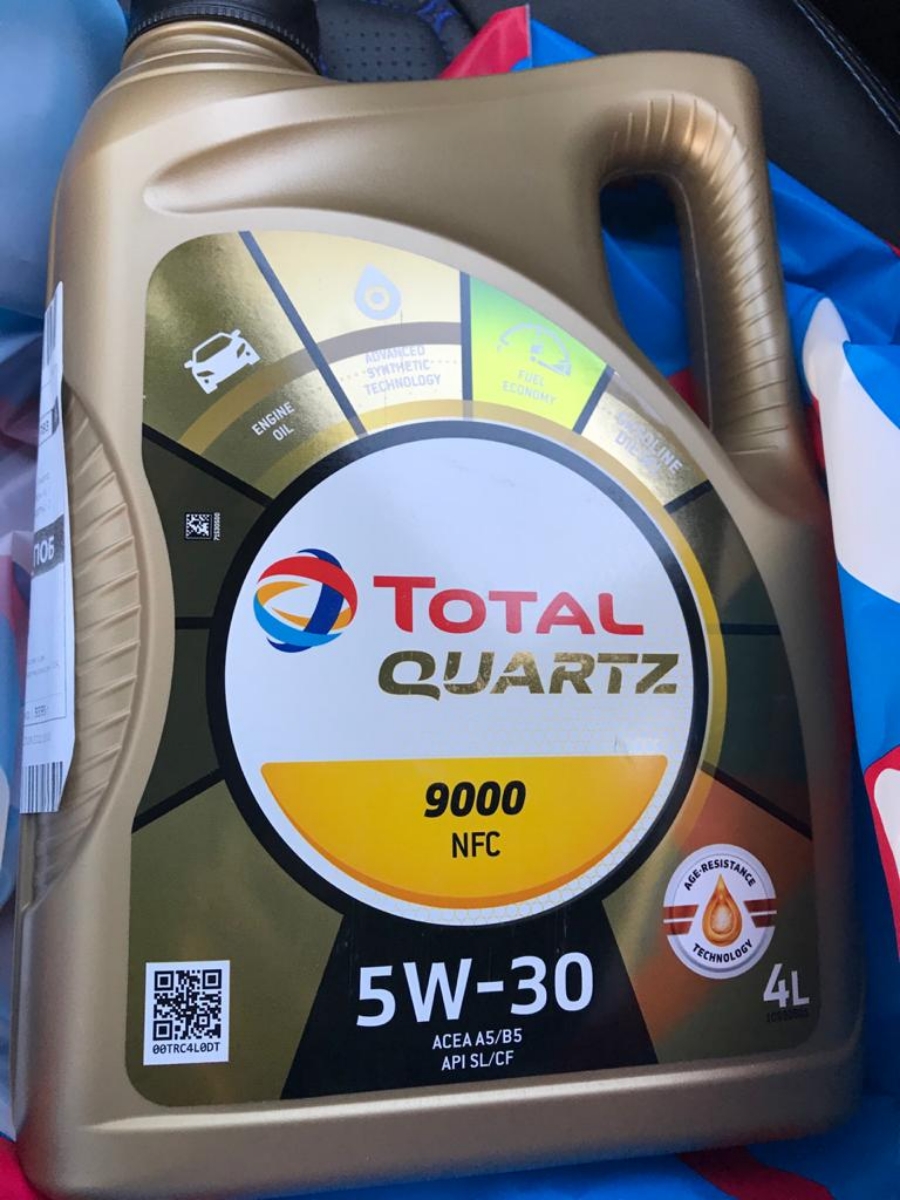 ENGINE
OIL
ADVANCED
SYNTHETIC
TECHNOLOGY
FUEL
ECONOMY
GASOLINE
TOTAL
QUARTZ
9000
NFC
AGE-RESISTANCE
TECHNOLOGY
5W-30
ACEA A5/B5
API SL/CF
4L
00TRC4L0DT